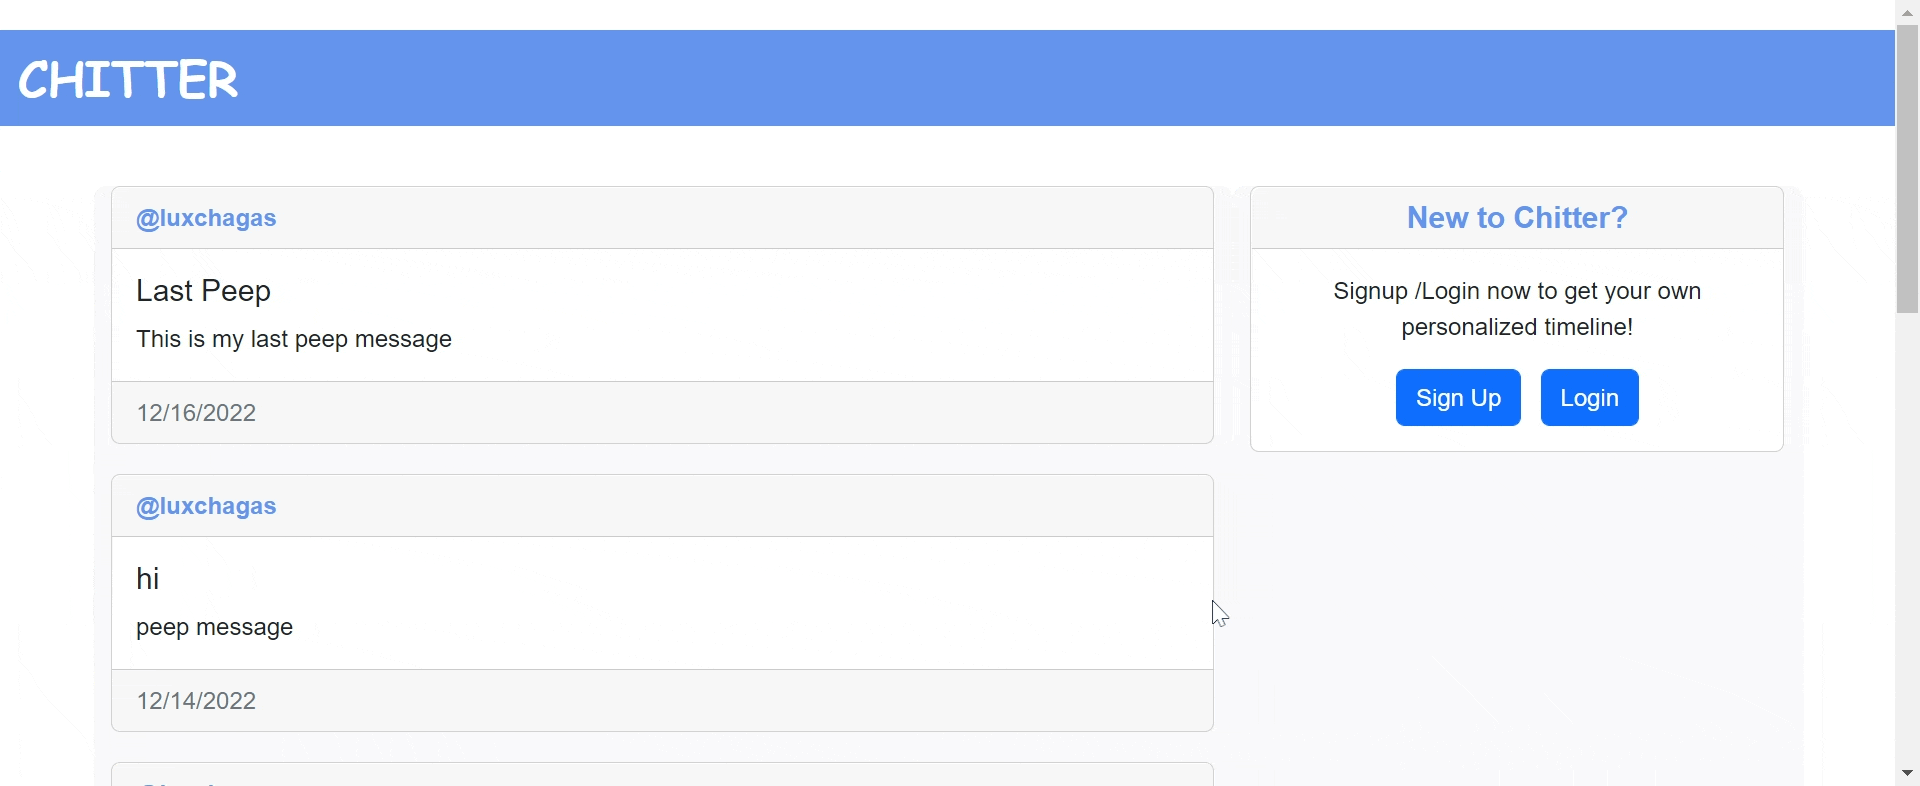 CHITTER
@luxchagas
Last Peep
This is my last peep message
12/16/2022
@luxchagas
hi
peep message
12/14/2022
New to Chitter?
Signup /Login now to get your own
personalized timeline!
Sign Up
Login